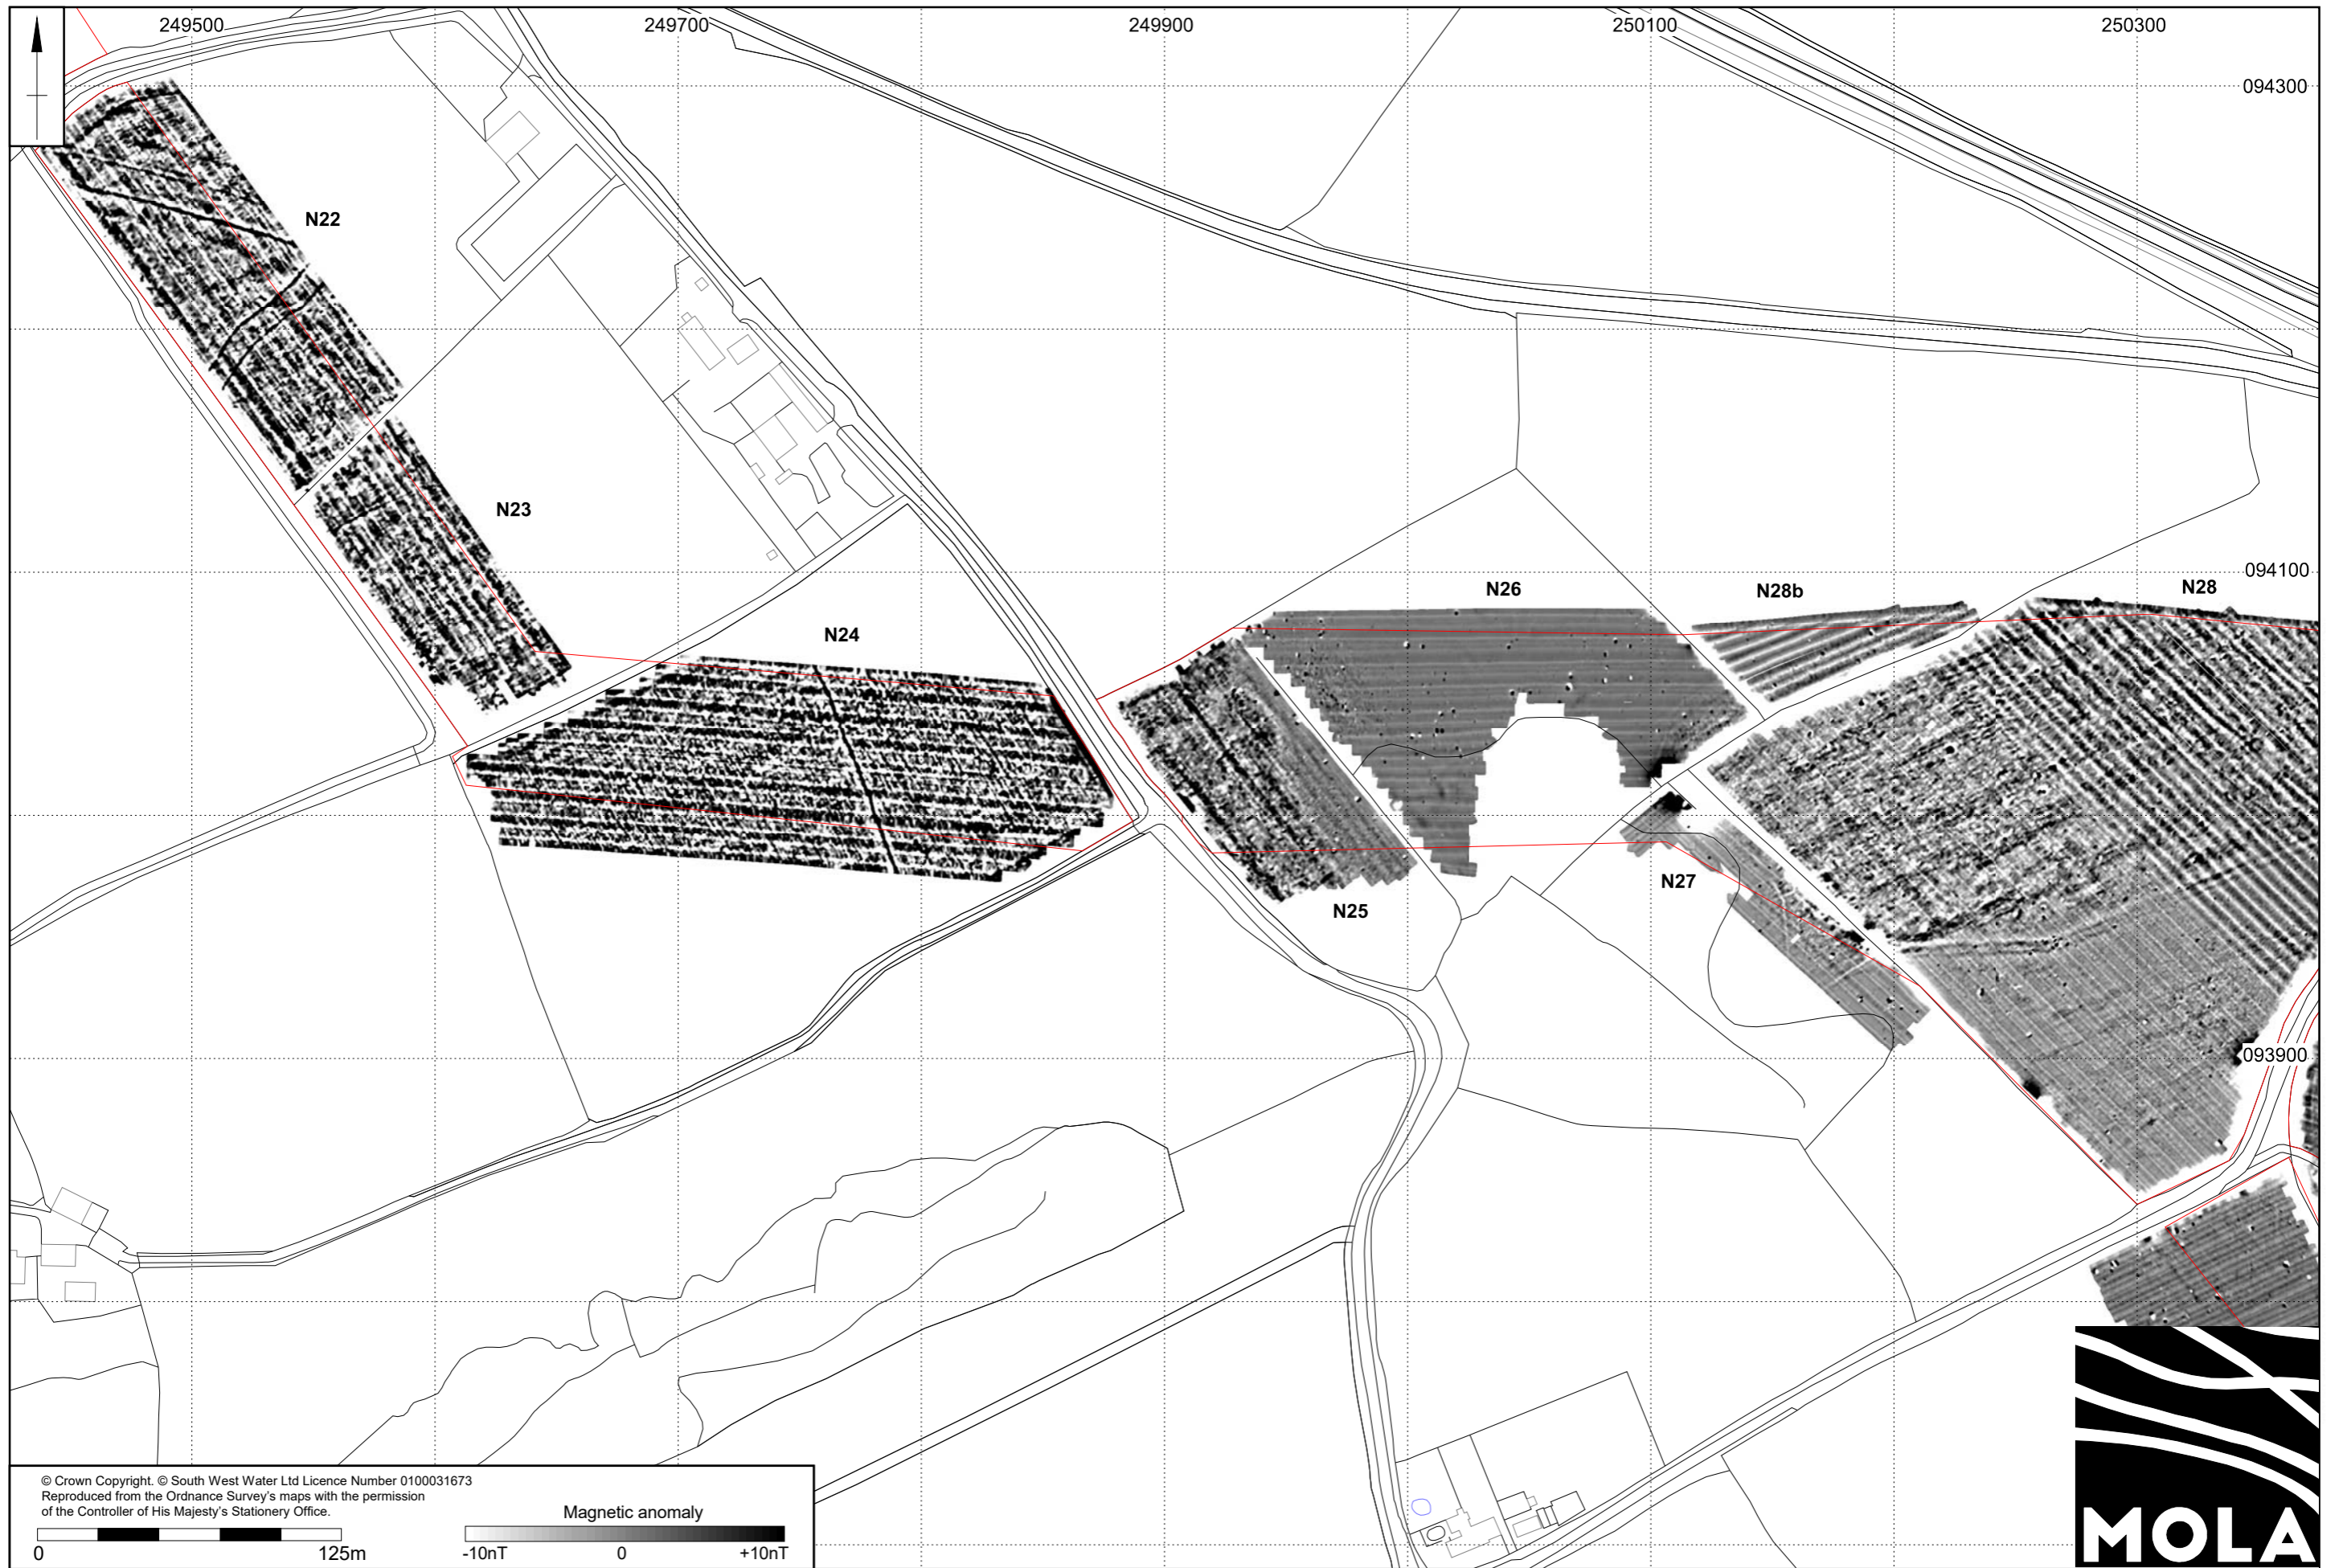 249500
249700
249900
250100
250300
094300
N22
N23
094100
N26
N28b
N28
N24
N27
N25
093900
© Crown Copyright. © South West Water Ltd Licence Number 0100031673
Reproduced from the Ordnance Survey's maps with the permission
of the Controller of His Majesty's Stationery Office.
0
125m
Magnetic anomaly
-10nT
0
+10nT
MOLA